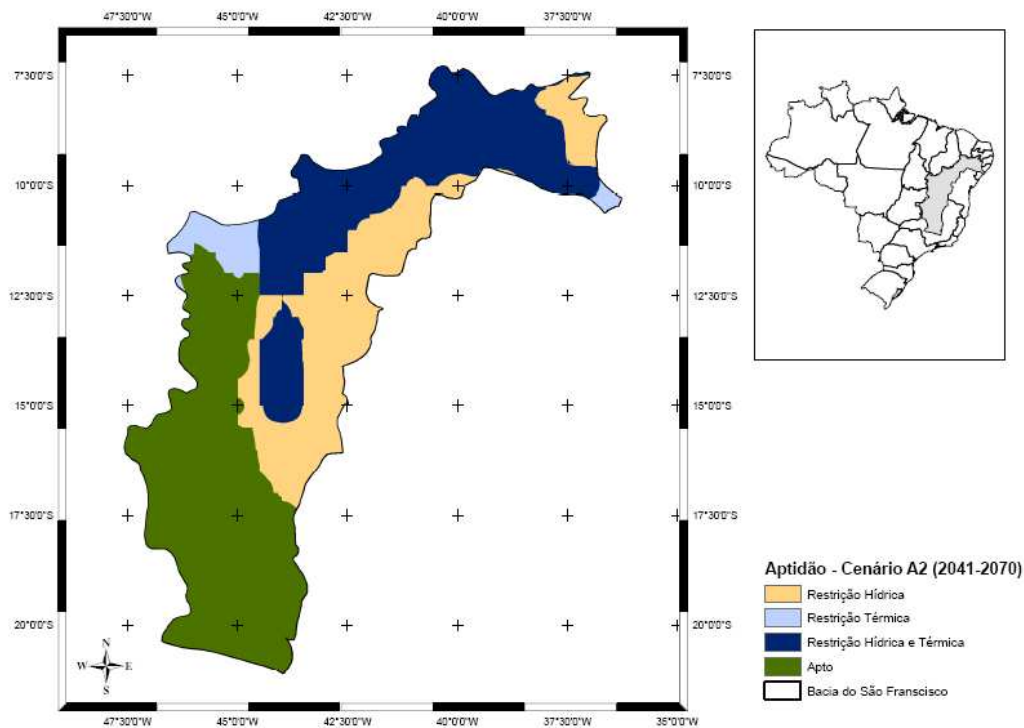 47°30'0"W 45°0'0"W 42°30'0"W 40°0'0"W 37°30'0"W
7°30'0"S 7°30'0"S
10°0'0"S 10°0'0"S
12°30'0"S 12°30'0"S
15°0'0"S 15°0'0"S
17°30'0"S 17°30'0"S
20°0'0"S 20°0'0"S
N
W E
S
47°30'0"W 45°0'0"W 42°30'0"W 40°0'0"W 37°30'0"W 35°0'0"W
Aptidão - Cenário A2 (2041-2070)
Restrição Hídrica
Restrição Térmica
Restrição Hídrica e Térmica
Apto
Bacia do São Franscisco